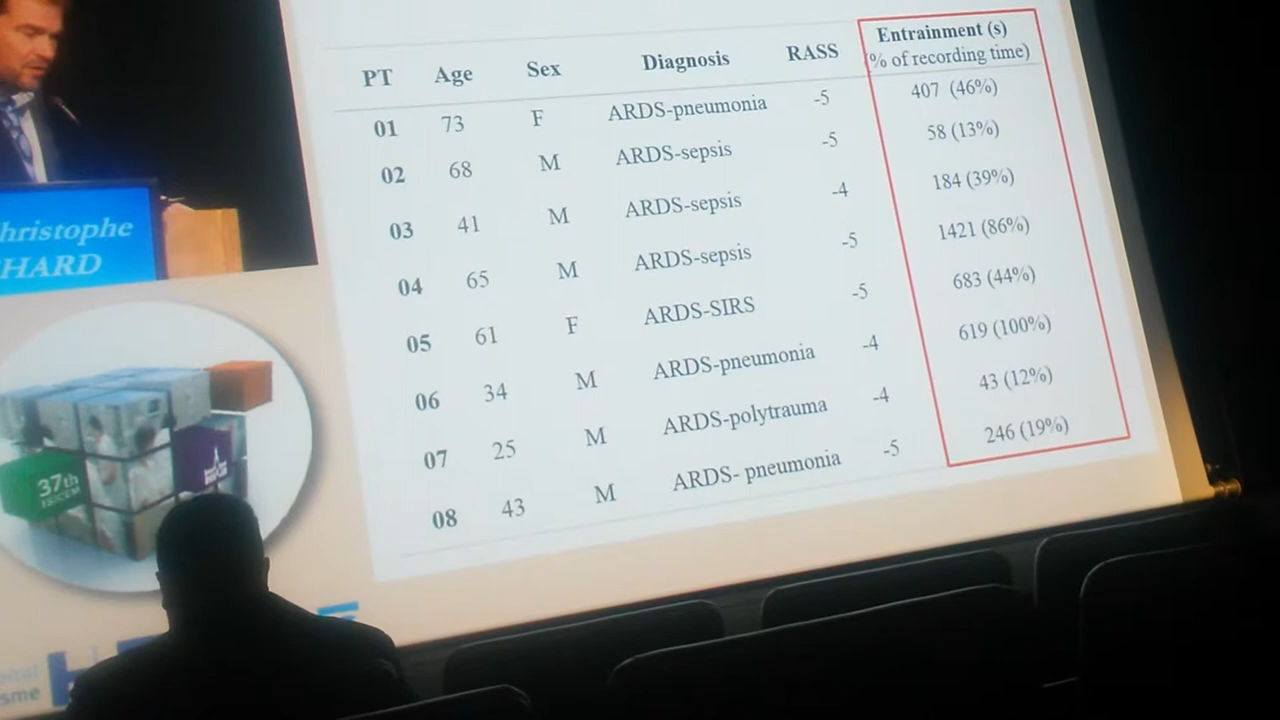 PT Age Sex Diagnosis RASS Entrainment (s)
(% of recording time)
01 73 F ARDS-pneumonia -5 407 (46%)
02 68 M ARDS-sepsis -5 58 (13%)
03 41 M ARDS-sepsis -4 184 (39%)
04 65 M ARDS-sepsis -5 1421 (86%)
05 61 F ARDS-SIRS -5 683 (44%)
06 34 M ARDS-pneumonia -4 619 (100%)
07 25 M ARDS-polytrauma -4 43 (12%)
08 43 M ARDS- pneumonia -5 246 (19%)
hristophe
HARD
37th
ISICEM
sme